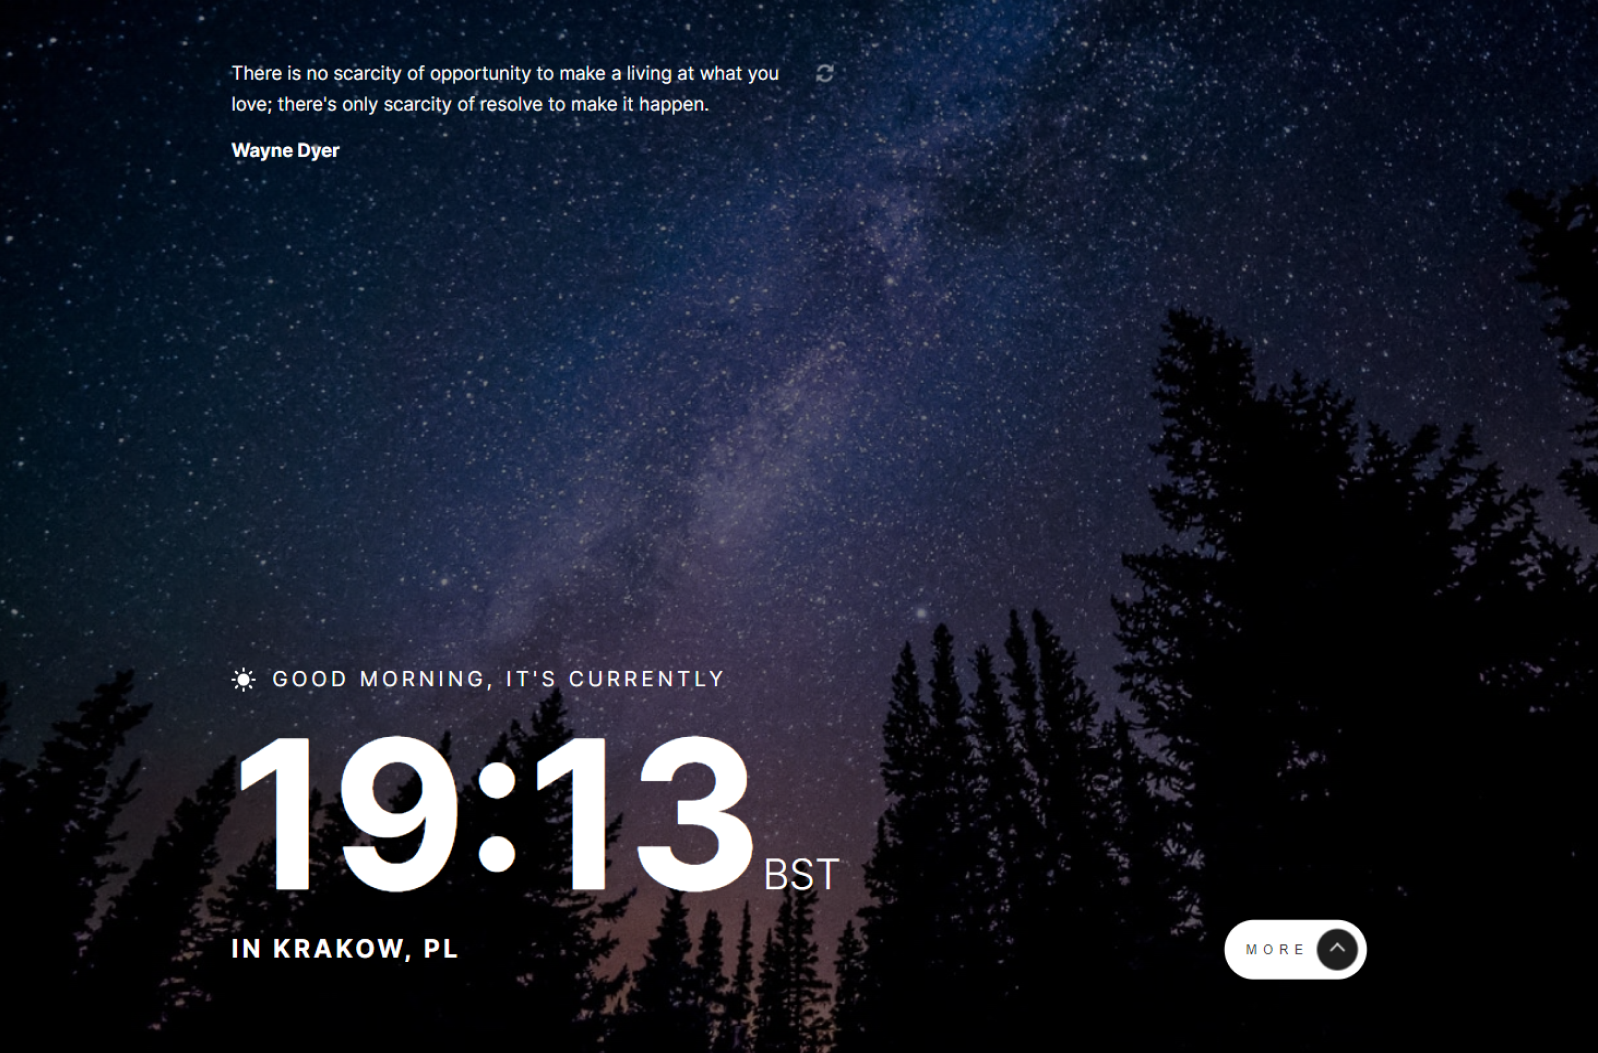 There is no scarcity of opportunity to make a living at what you
love; there's only scarcity of resolve to make it happen.
Wayne Dyer
GOOD MORNING, IT'S CURRENTLY
19:13 BST
IN KRAKOW, PL
MORE